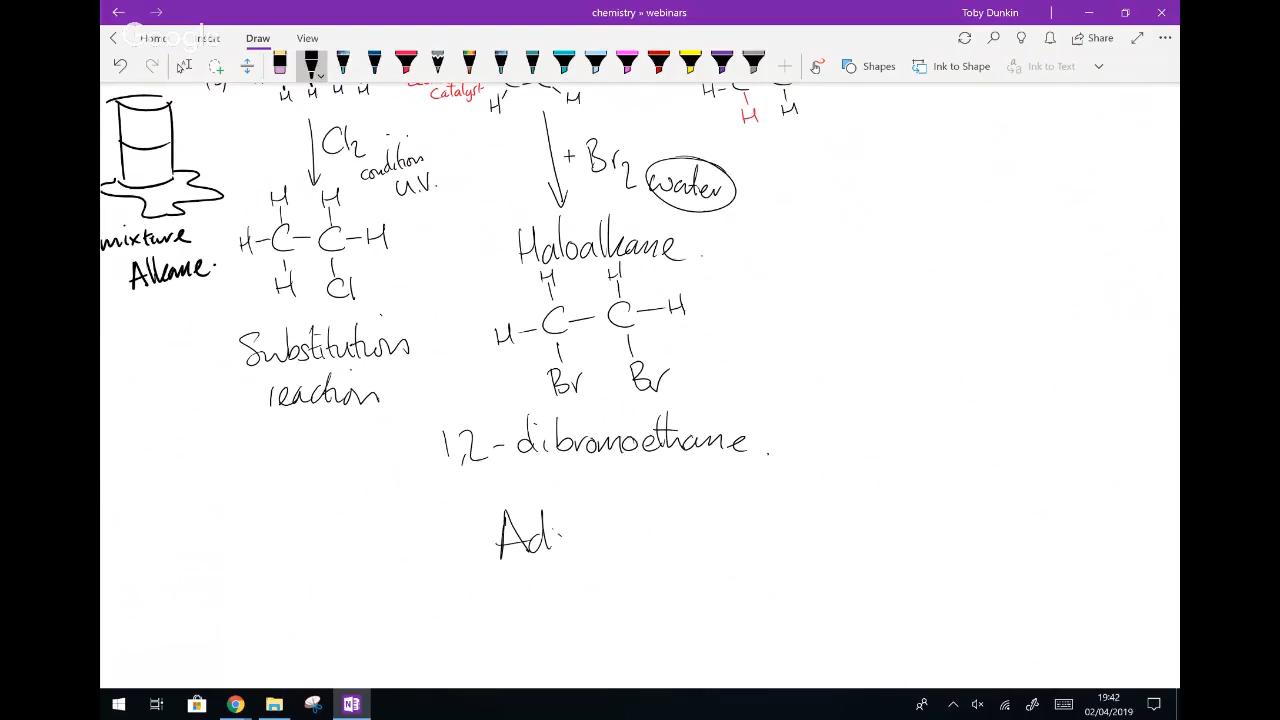 chemistry » webinars
Toby Dunkin
Google
Home
Draw
View
Share
Shapes
Ink to Shape
Ink to Text
H H H H
Catalyst
H H
H-C
H H
Cl2
condition
U.V.
+ Br2 water
mixture
Alkane.
H H
H-C-C-H
H Cl
Substitution
reaction
Haloalkane.
H H
H-C-C-H
Br Br
1,2-dibromoethane.
Ad
19:42
02/04/2019